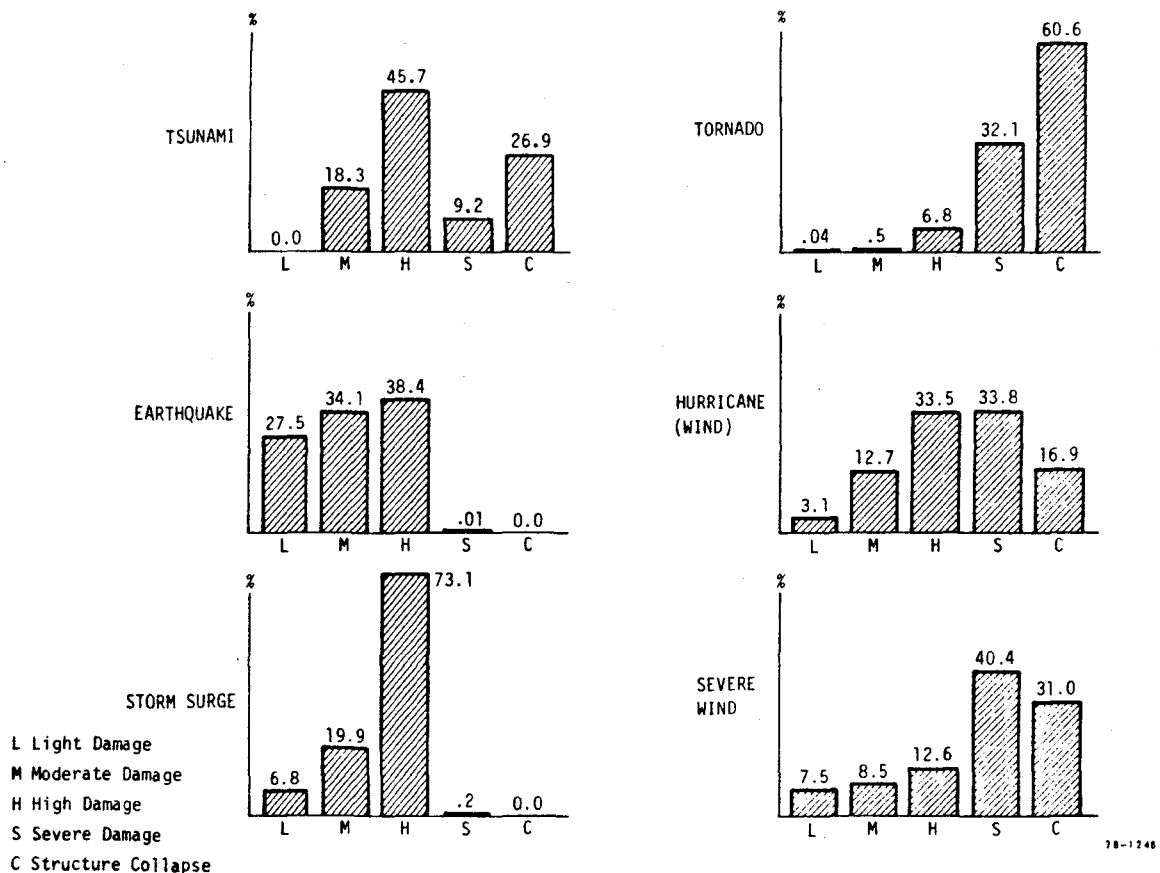 %
TSUNAMI
0.0
18.3
45.7
9.2
26.9
L M H S C
%
TORNADO
.04
.5
6.8
32.1
60.6
L M H S C
%
EARTHQUAKE
27.5
34.1
38.4
.01
0.0
L M H S C
%
HURRICANE
(WIND)
3.1
12.7
33.5
33.8
16.9
L M H S C
%
STORM SURGE
6.8
19.9
73.1
.2
0.0
L M H S C
%
SEVERE
WIND
7.5
8.5
12.6
40.4
31.0
L M H S C
L Light Damage
M Moderate Damage
H High Damage
S Severe Damage
C Structure Collapse
78-1246